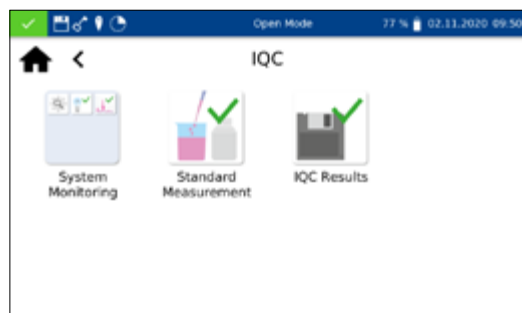 Open Mode 77 % 02.11.2020 09:50
IQC
System
Monitoring
Standard
Measurement
IQC Results